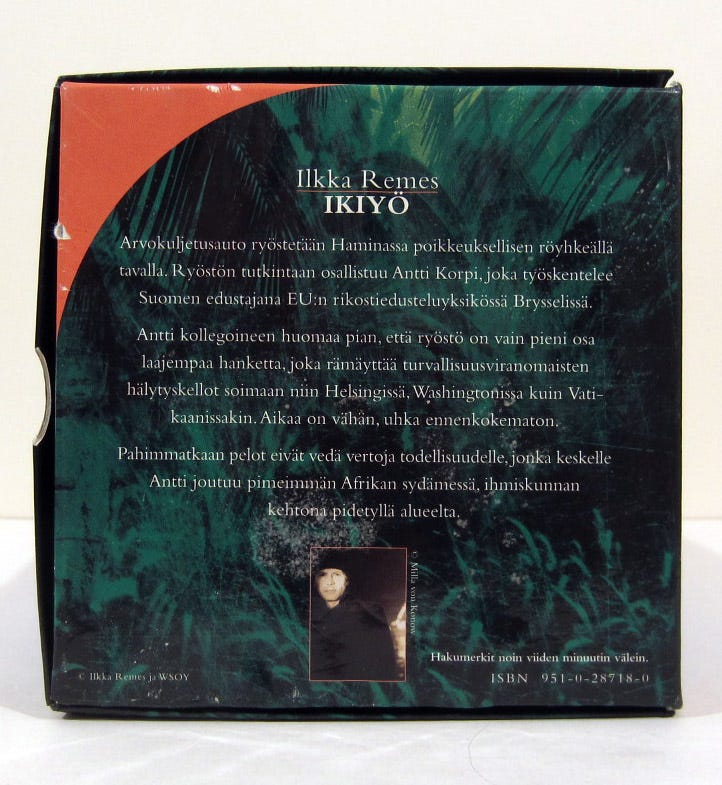 Ilkka Remes
IKIYÖ
Arvokuljetusauto ryöstetään Haminassa poikkeuksellisen röyhkeällä
tavalla. Ryöstön tutkintaan osallistuu Antti Korpi, joka työskentelee
Suomen edustajana EU:n rikostiedusteluyksikössä Brysselissä.
Antti kollegoineen huomaa pian, että ryöstö on vain pieni osa
laajempaa hanketta, joka rämäyttää turvallisuusviranomaisten
hälytyskellot soimaan niin Helsingissä, Washingtonissa kuin Vati-
kaanissakin. Aikaa on vähän, uhka ennenkokematon.
Pahimmatkaan pelot eivät vedä vertoja todellisuudelle, jonka keskelle
Antti joutuu pimeimmän Afrikan sydämessä, ihmiskunnan
kehtona pidetyllä alueelta.
© Milla von Konow
Hakumerkit noin viiden minuutin välein.
© Ilkka Remes ja WSOY
ISBN 951-0-28718-0